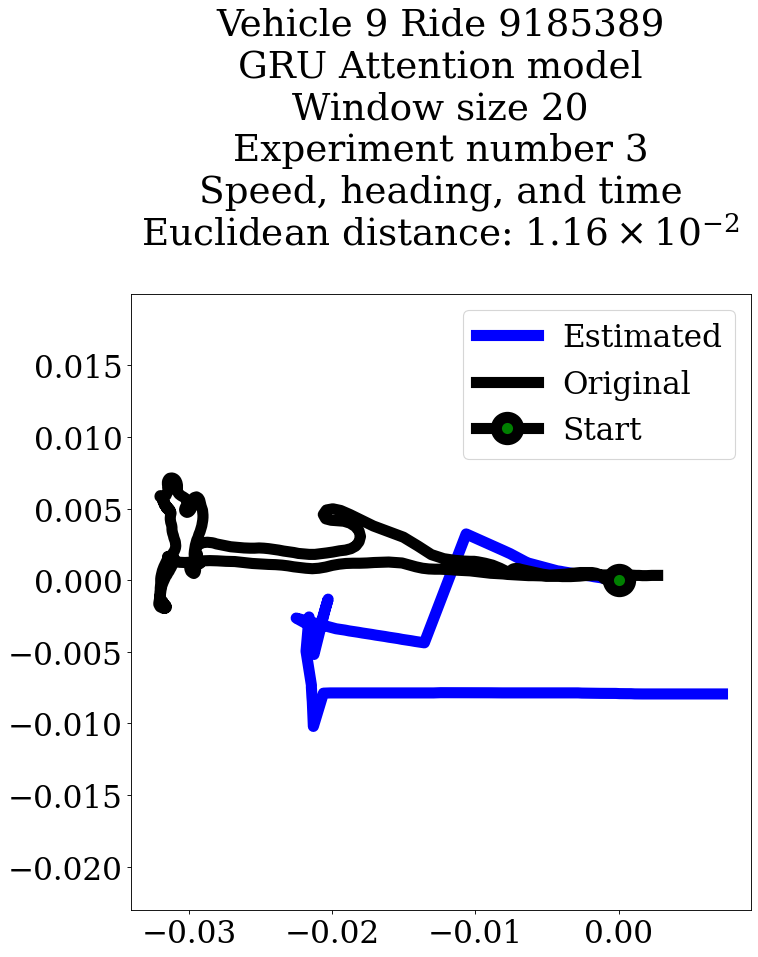 Vehicle 9 Ride 9185389
GRU Attention model
Window size 20
Experiment number 3
Speed, heading, and time
Euclidean distance: 1.16 × 10⁻²
Estimated
Original
Start
0.015
0.010
0.005
0.000
−0.005
−0.010
−0.015
−0.020
−0.03 −0.02 −0.01 0.00